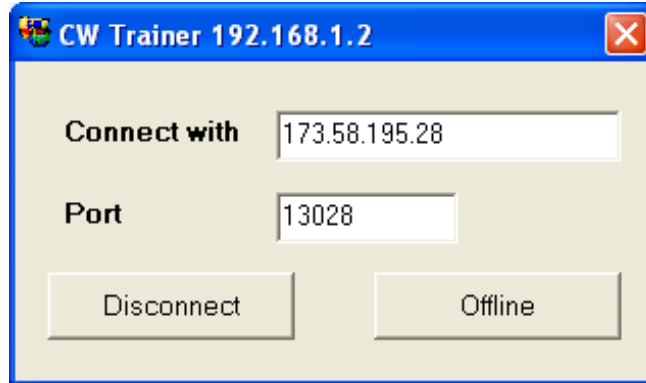 CW Trainer 192.168.1.2
Connect with 173.58.195.28
Port 13028
Disconnect Offline